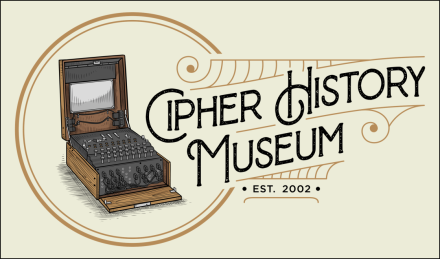 CIPHER HISTORY
MUSEUM
• EST. 2002 •